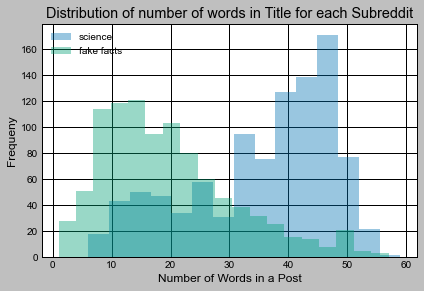 Distribution of number of words in Title for each Subreddit
science
fake facts
Frequeny
160
140
120
100
80
60
40
20
0
0 10 20 30 40 50 60
Number of Words in a Post